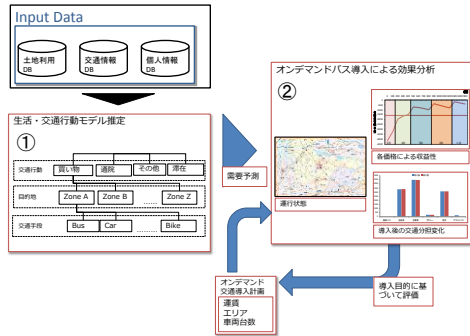 Input Data
土地利用
DB
交通情報
DB
個人情報
DB
生活・交通行動モデル推定
①
交通行動
買い物
通院
その他
滞在
目的地
Zone A
Zone B
……
Zone Z
交通手段
Bus
Car
……
Bike
需要予測
オンデマンドバス導入による効果分析
②
運行状態
各価格による収益性
導入後の交通分担変化
オンデマンド
交通導入計画
運賃
エリア
車両台数
導入目的に
基づいて評価